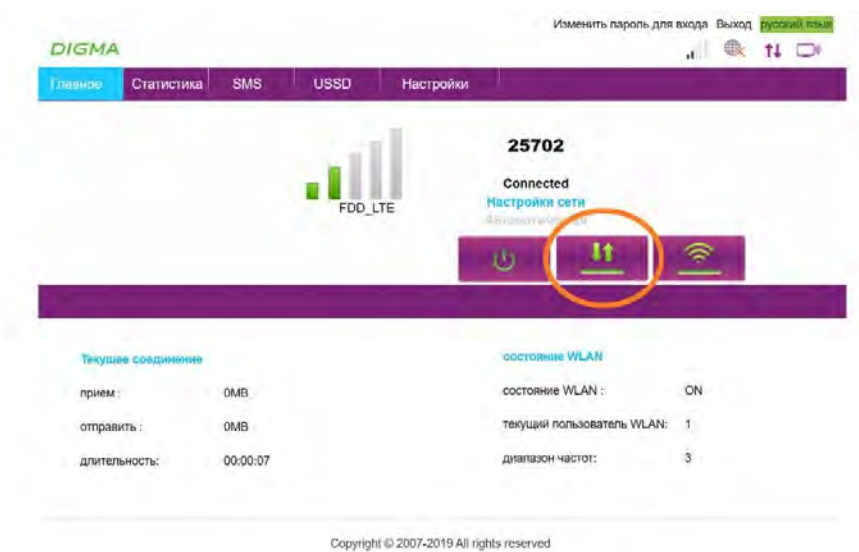 Изменить пароль для входа Выход русский язык
DIGMA
Главное Статистика SMS USSD Настройки
25702
Connected
FDD_LTE
Настройки сети
Текущее соединение
состояние WLAN
прием : 0MB
состояние WLAN : ON
отправить : 0MB
текущий пользователь WLAN: 1
длительность: 00:00:07
диапазон частот: 3
Copyright © 2007-2019 All rights reserved